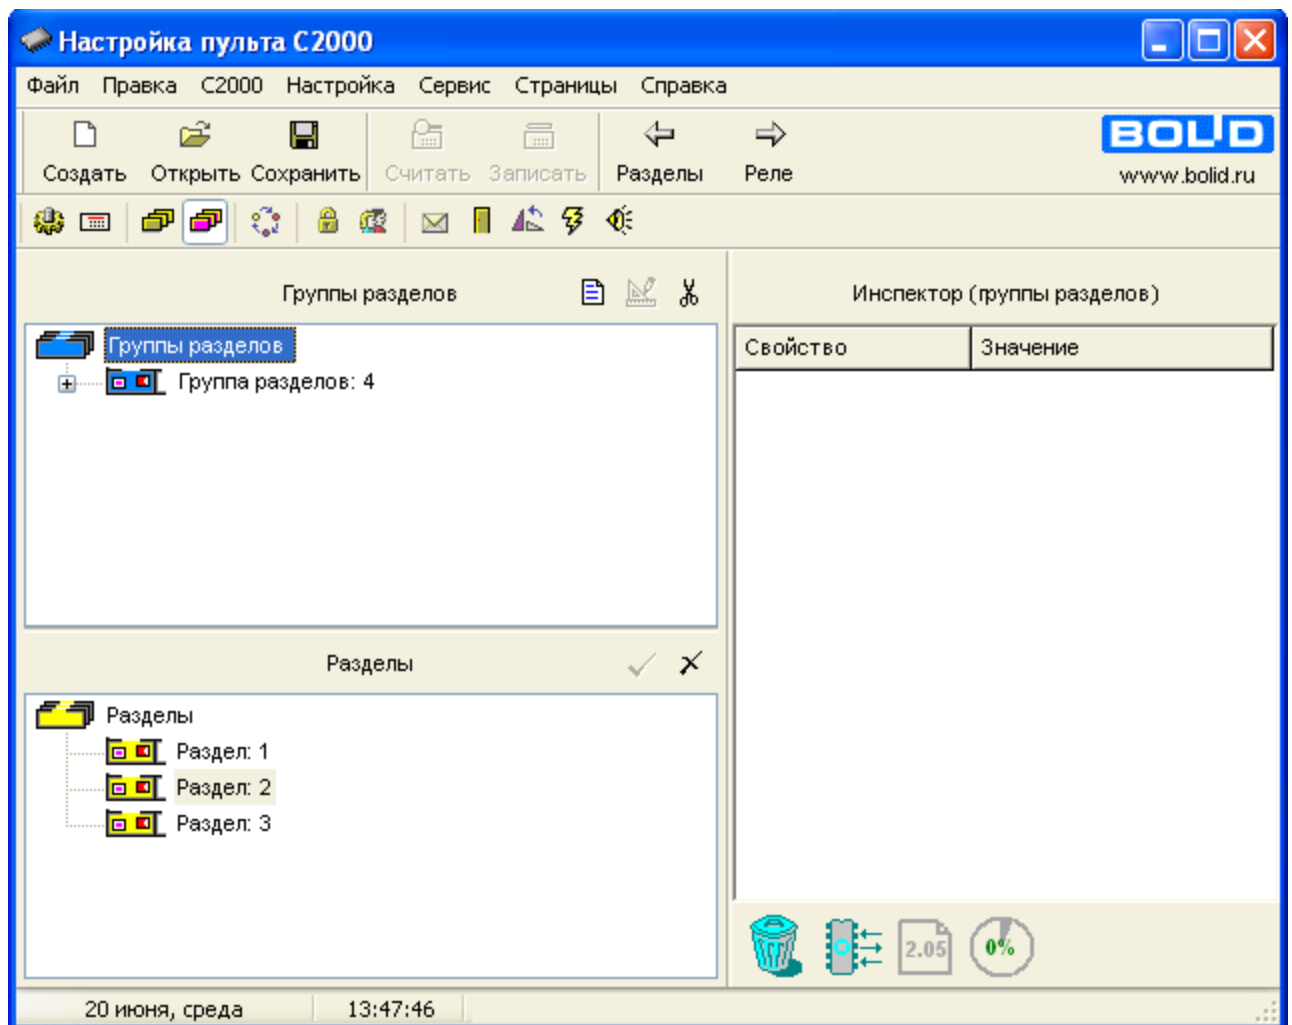 Настройка пульта С2000
Файл Правка С2000 Настройка Сервис Страницы Справка
Создать Открыть Сохранить Считать Записать Разделы Реле
BOLID
www.bolid.ru
Группы разделов
Инспектор (группы разделов)
Группы разделов
Группа разделов: 4
Свойство Значение
Разделы
Разделы
Раздел: 1
Раздел: 2
Раздел: 3
2.05
0%
20 июня, среда 13:47:46